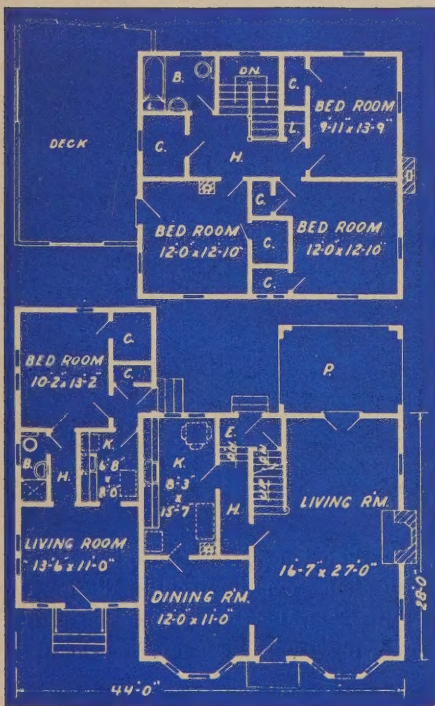 B.
DN.
C.
BED ROOM
9'-11" x 13'-9"
L.
L.
C.
H.
DECK
BED ROOM
12'-0" x 12'-10"
C.
C.
C.
BED ROOM
12'-0" x 12'-10"
BED ROOM
10'-2" x 13'-2"
C.
C.
P.
B.
H.
K.
6'-8"
x
8'-0"
K.
8'-3"
x
15'-7"
E.
DN.
UP
H.
LIVING R'M.
16'-7" x 27'-0"
LIVING ROOM
13'-6" x 11'-0"
DINING R'M.
12'-0" x 11'-0"
28'-0"
44'-0"